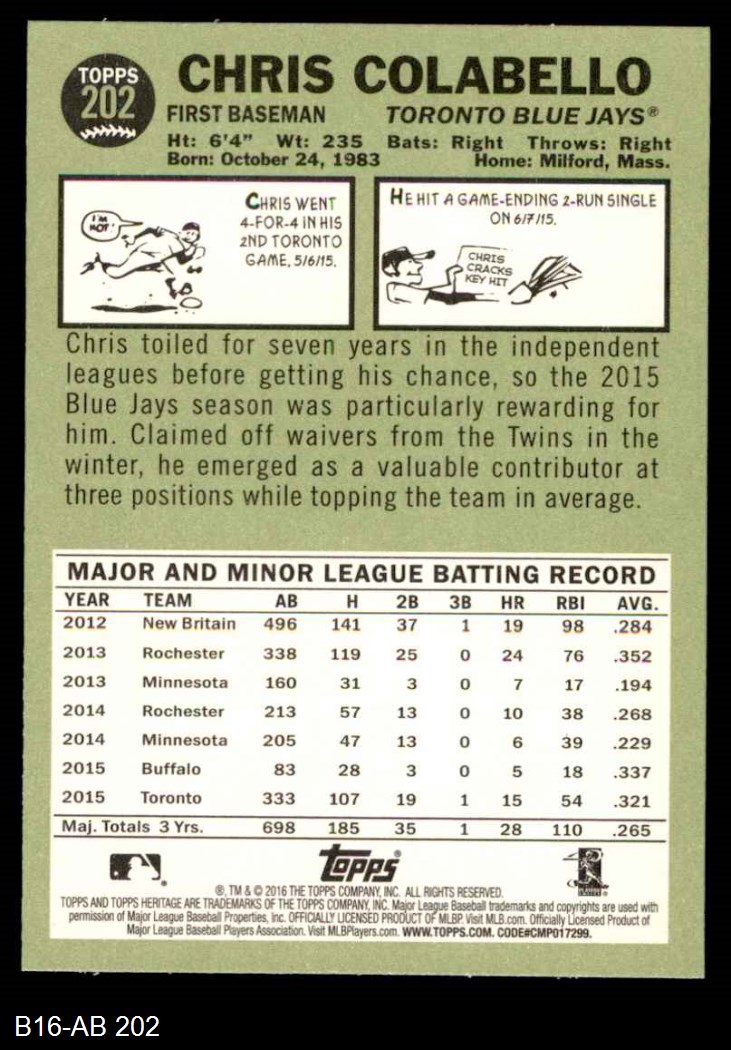 TOPPS
202
CHRIS COLABELLO
FIRST BASEMAN TORONTO BLUE JAYS®
Ht: 6'4" Wt: 235 Bats: Right Throws: Right
Born: October 24, 1983 Home: Milford, Mass.
I'M
HOT!
CHRIS WENT
4-FOR-4 IN HIS
2ND TORONTO
GAME, 5/6/15.
HE HIT A GAME-ENDING 2-RUN SINGLE
ON 6/7/15.
CHRIS
CRACKS
KEY HIT
Chris toiled for seven years in the independent
leagues before getting his chance, so the 2015
Blue Jays season was particularly rewarding for
him. Claimed off waivers from the Twins in the
winter, he emerged as a valuable contributor at
three positions while topping the team in average.
MAJOR AND MINOR LEAGUE BATTING RECORD
YEAR TEAM AB H 2B 3B HR RBI AVG.
2012 New Britain 496 141 37 1 19 98 .284
2013 Rochester 338 119 25 0 24 76 .352
2013 Minnesota 160 31 3 0 7 17 .194
2014 Rochester 213 57 13 0 10 38 .268
2014 Minnesota 205 47 13 0 6 39 .229
2015 Buffalo 83 28 3 0 5 18 .337
2015 Toronto 333 107 19 1 15 54 .321
Maj. Totals 3 Yrs. 698 185 35 1 28 110 .265
Topps®
®, TM & © 2016 THE TOPPS COMPANY, INC. ALL RIGHTS RESERVED.
TOPPS AND TOPPS HERITAGE ARE TRADEMARKS OF THE TOPPS COMPANY, INC. Major League Baseball trademarks and copyrights are used with
permission of Major League Baseball Properties, Inc. OFFICIALLY LICENSED PRODUCT OF MLBP. Visit MLB.com. Officially Licensed Product of
Major League Baseball Players Association. Visit MLBPlayers.com. WWW.TOPPS.COM. CODE#CMP017299.
B16-AB 202